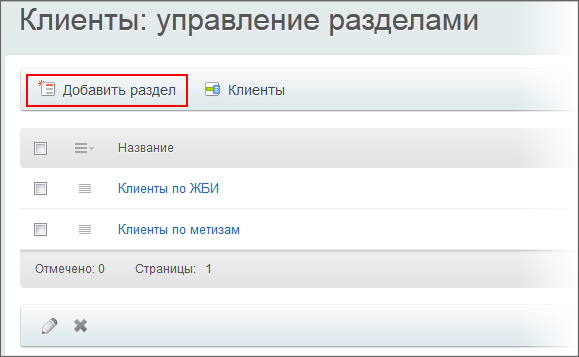 Клиенты: управление разделами
Добавить раздел Клиенты
Название
Клиенты по ЖБИ
Клиенты по метизам
Отмечено: 0 Страницы: 1